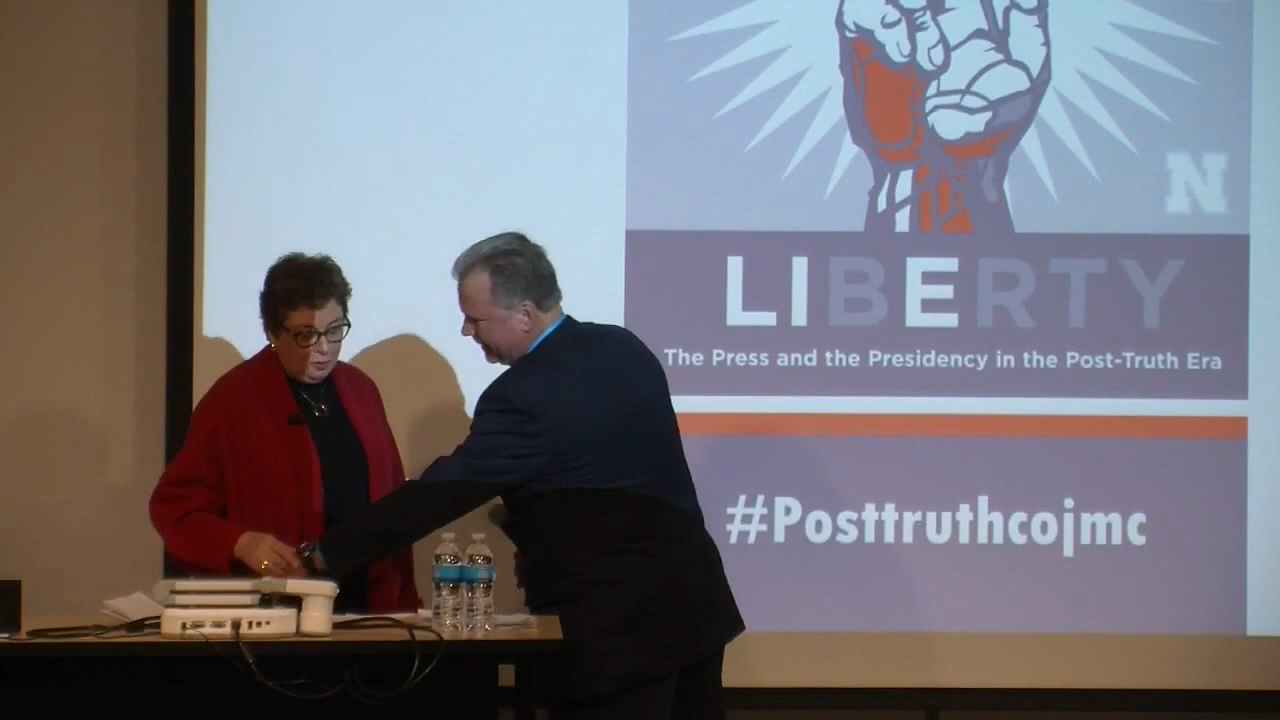 N
LIBERTY
The Press and the Presidency in the Post-Truth Era
#Posttruthcojmc